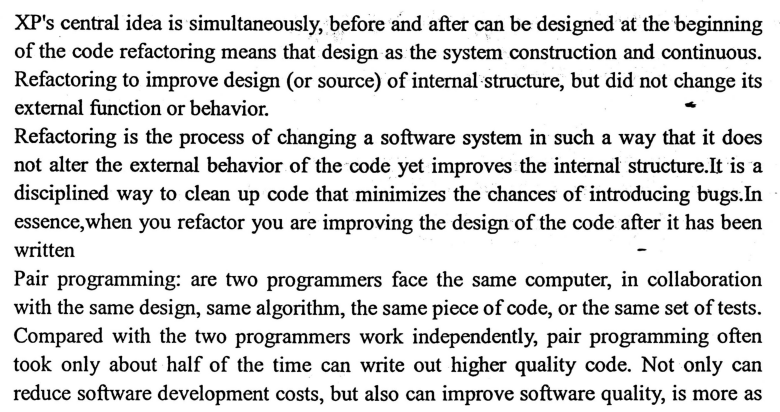 XP's central idea is simultaneously, before and after can be designed at the beginning
of the code refactoring means that design as the system construction and continuous.
Refactoring to improve design (or source) of internal structure, but did not change its
external function or behavior.
Refactoring is the process of changing a software system in such a way that it does
not alter the external behavior of the code yet improves the internal structure.It is a
disciplined way to clean up code that minimizes the chances of introducing bugs.In
essence,when you refactor you are improving the design of the code after it has been
written
Pair programming: are two programmers face the same computer, in collaboration
with the same design, same algorithm, the same piece of code, or the same set of tests.
Compared with the two programmers work independently, pair programming often
took only about half of the time can write out higher quality code. Not only can
reduce software development costs, but also can improve software quality, is more as